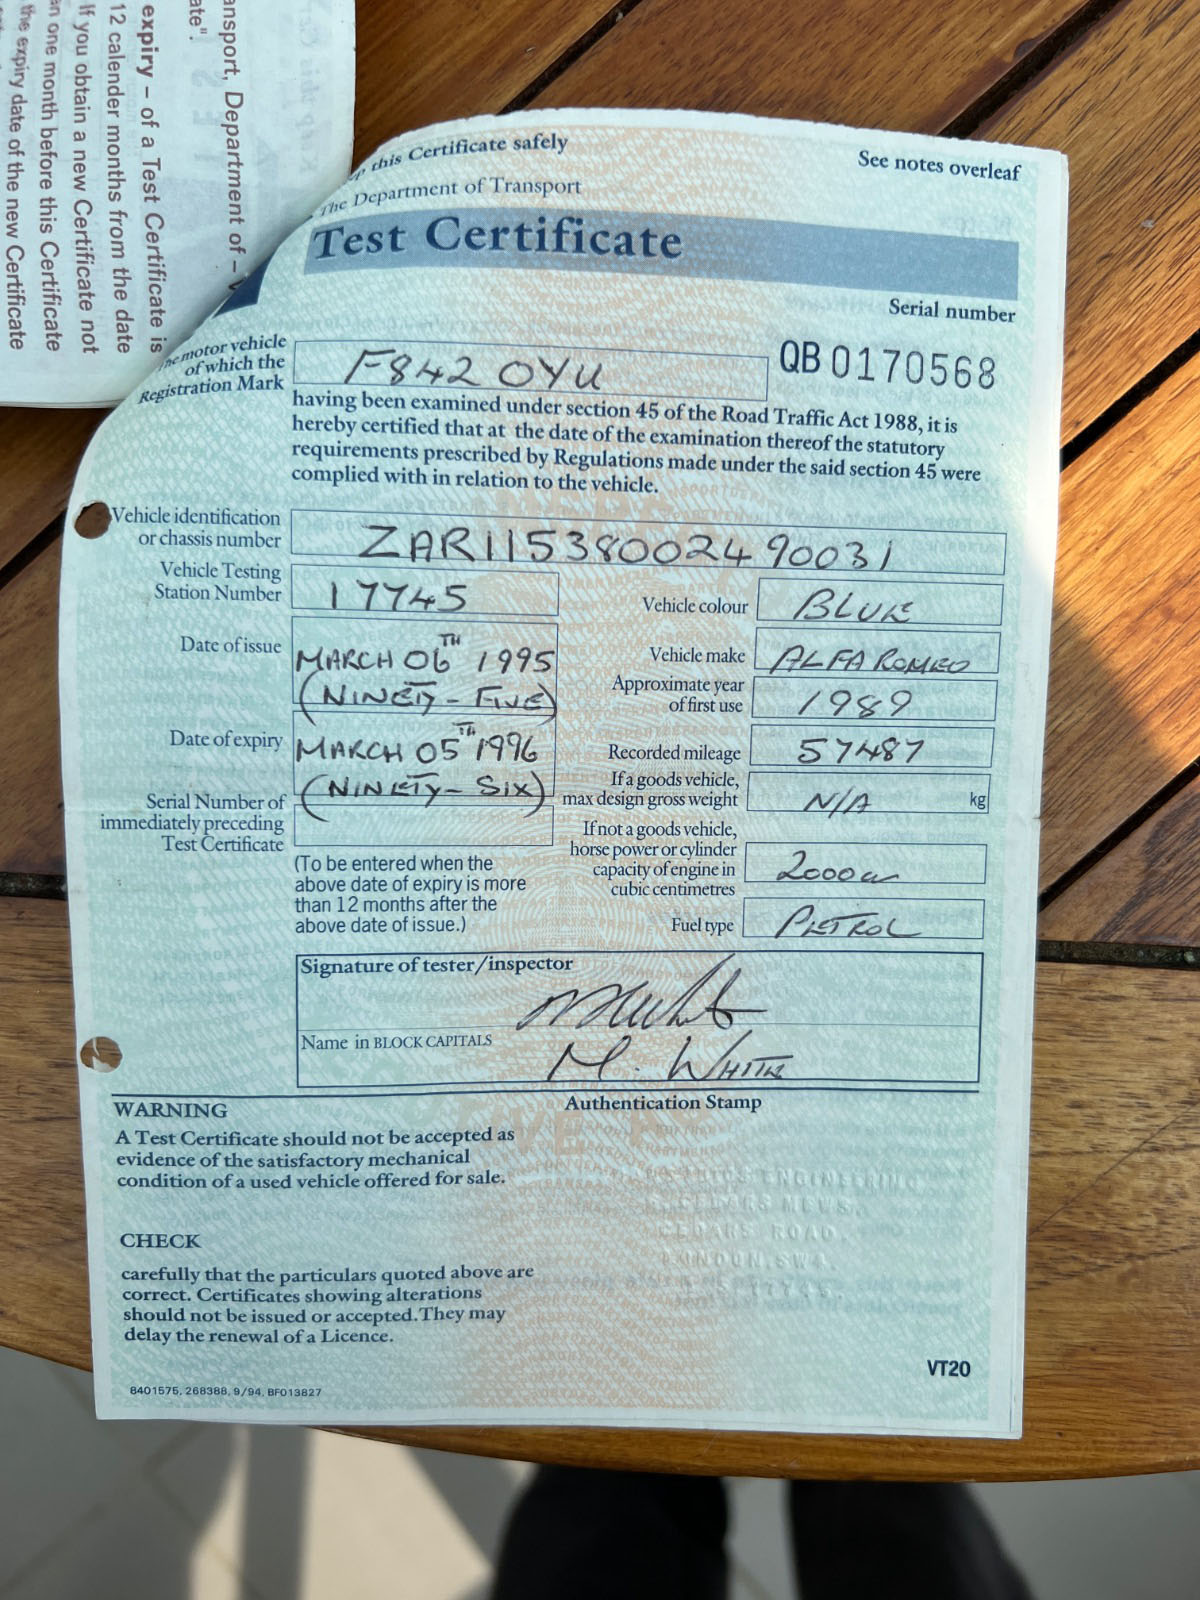 ansport, Department of –
ate".
expiry – of a Test Certificate is
12 calender months from the date
If you obtain a new Certificate not
an one month before this Certificate
the expiry date of the new Certificate
this Certificate safely
See notes overleaf
The Department of Transport
Test Certificate
Serial number
QB 0170568
motor vehicle
of which the
Registration Mark
F842 OYU
having been examined under section 45 of the Road Traffic Act 1988, it is
hereby certified that at the date of the examination thereof the statutory
requirements prescribed by Regulations made under the said section 45 were
complied with in relation to the vehicle.
Vehicle identification
or chassis number
ZAR11538002490031
Vehicle Testing
Station Number
17745
Vehicle colour
BLUE
Date of issue
MARCH 06TH 1995
(NINETY-FIVE)
Vehicle make
ALFA ROMEO
Approximate year
of first use
1989
Date of expiry
MARCH 05TH 1996
(NINETY-SIX)
Recorded mileage
57487
If a goods vehicle,
max design gross weight
N/A
kg
Serial Number of
immediately preceding
Test Certificate
(To be entered when the
above date of expiry is more
than 12 months after the
above date of issue.)
If not a goods vehicle,
horse power or cylinder
capacity of engine in
cubic centimetres
2000cc
Fuel type
PETROL
Signature of tester/inspector
Name in BLOCK CAPITALS
M. WHITE
WARNING
A Test Certificate should not be accepted as
evidence of the satisfactory mechanical
condition of a used vehicle offered for sale.
Authentication Stamp
ENGINEERING
MEWS.
CEDARS ROAD
LONDON.SW4
17745.
CHECK
carefully that the particulars quoted above are
correct. Certificates showing alterations
should not be issued or accepted. They may
delay the renewal of a Licence.
VT20
8401575, 268388, 9/94, BF013827